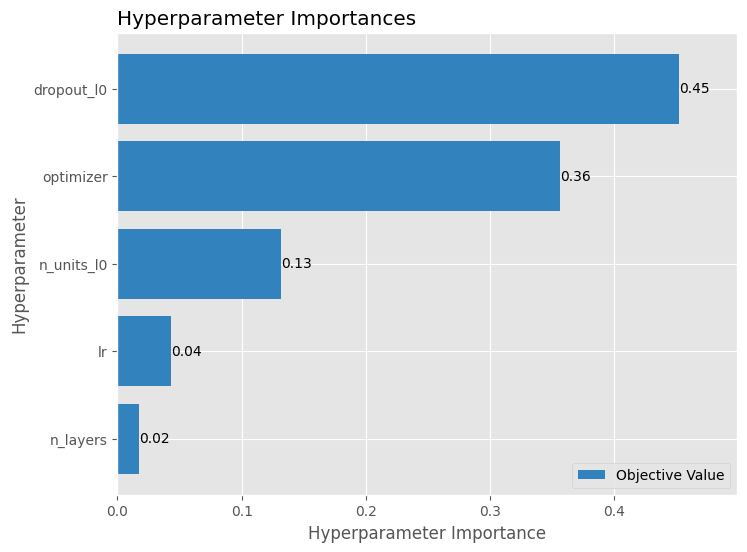 Hyperparameter Importances
Hyperparameter
dropout_l0
0.45
optimizer
0.36
n_units_l0
0.13
lr
0.04
n_layers
0.02
Objective Value
0.0 0.1 0.2 0.3 0.4
Hyperparameter Importance